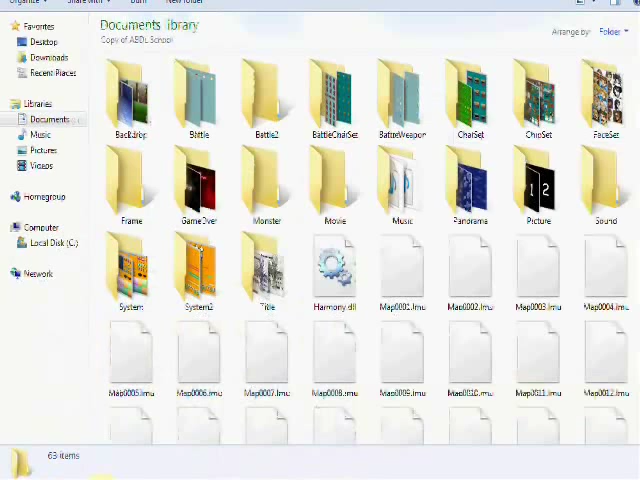 Organize
Share with
Burn
New folder
Favorites
Desktop
Downloads
Recent Places
Libraries
Documents
Music
Pictures
Videos
Homegroup
Computer
Local Disk (C:)
Network
Documents library
Copy of ABDL School
Arrange by: Folder
Backdrop Battle Battle2 BattleCharSet BattleWeapon CharSet ChipSet FaceSet
Frame GameOver Monster Movie Music Panorama Picture Sound
System System2 Title Harmony.dll Map0001.lmu Map0002.lmu Map0003.lmu Map0004.lmu
Map0005.lmu Map0006.lmu Map0007.lmu Map0008.lmu Map0009.lmu Map0010.lmu Map0011.lmu Map0012.lmu
63 items